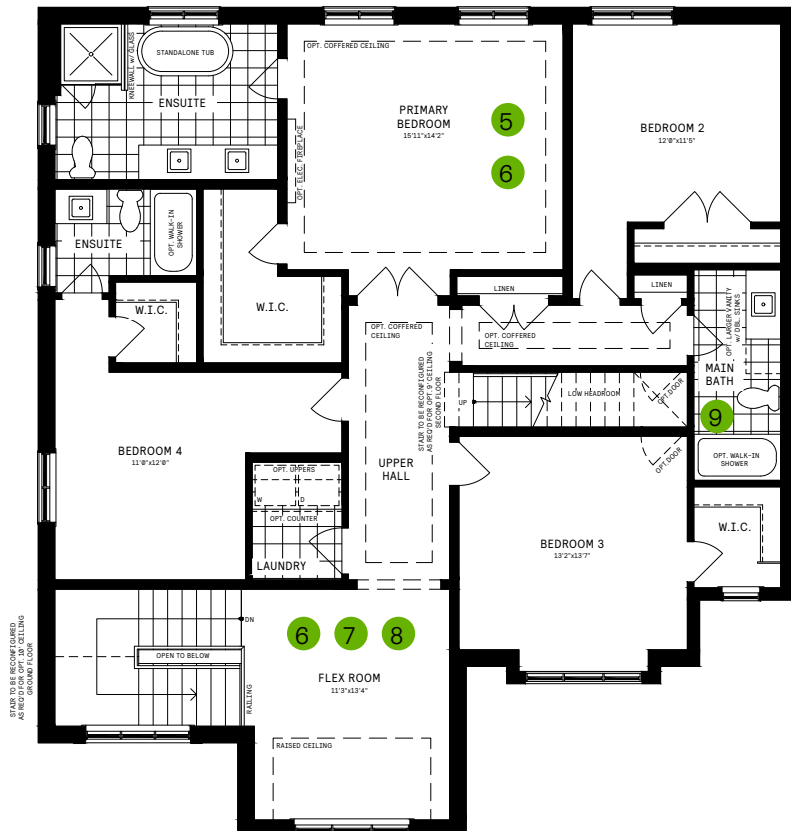 KNEEWALL w/ GLASS
STANDALONE TUB
ENSUITE
OPT. COFFERED CEILING
PRIMARY
BEDROOM
15'11"x14'2"
5
6
OPT. ELEC. FIREPLACE
BEDROOM 2
12'0"x11'5"
ENSUITE
OPT. WALK-IN
SHOWER
W.I.C.
W.I.C.
LINEN
LINEN
OPT. COFFERED
CEILING
OPT. COFFERED
CEILING
OPT. LARGER VANITY
w/ DBL. SINKS
MAIN
BATH
9
OPT. WALK-IN
SHOWER
STAIR TO BE RECONFIGURED
AS REQ'D FOR OPT. 9' CEILING
SECOND FLOOR
UP
LOW HEADROOM
OPT. DOOR
OPT. DOOR
BEDROOM 4
11'0"x12'0"
UPPER
HALL
OPT. UPPERS
W
D
OPT. COUNTER
LAUNDRY
BEDROOM 3
13'2"x13'7"
W.I.C.
STAIR TO BE RECONFIGURED
AS REQ'D FOR OPT. 10' CEILING
GROUND FLOOR
DN
OPEN TO BELOW
RAILING
6
7
8
FLEX ROOM
11'3"x13'4"
RAISED CEILING